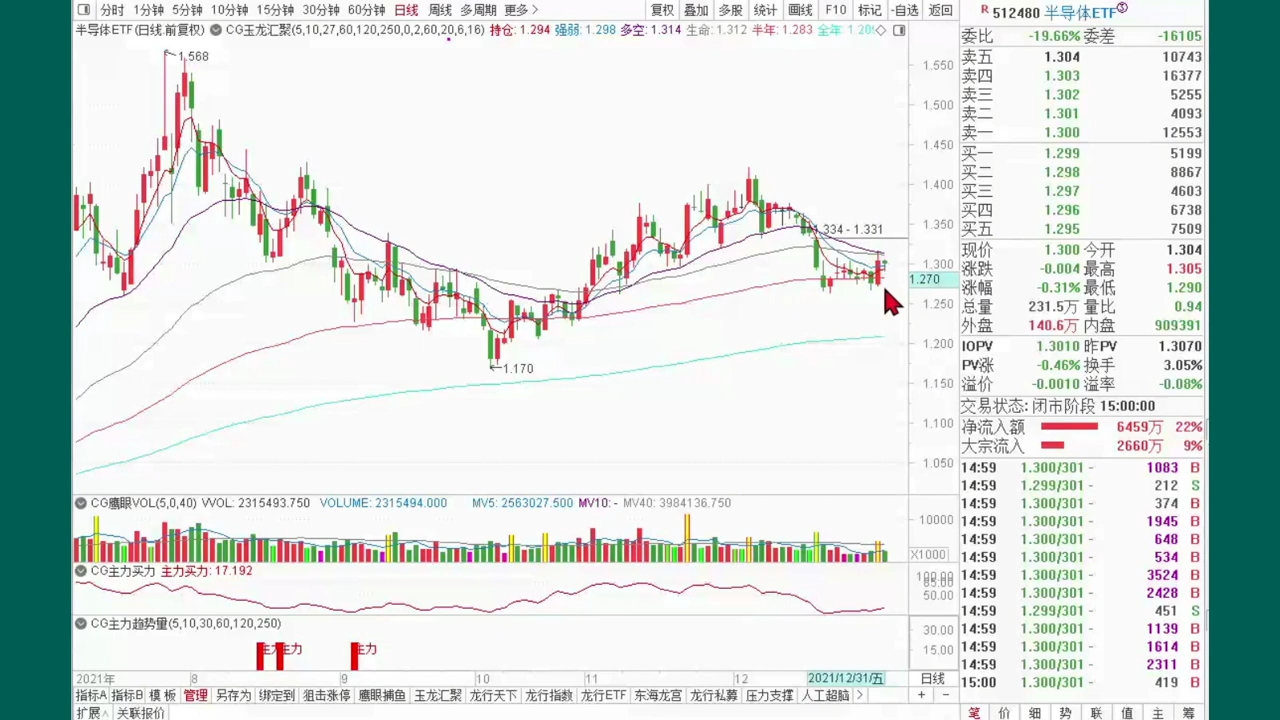 分时 1分钟 5分钟 10分钟 15分钟 30分钟 60分钟 日线 周线 多周期 更多 复权 叠加 多股 统计 画线 F10 标记 -自选 返回
R 512480 半导体ETF③
半导体ETF(日线.前复权) CG玉龙汇聚(5,10,27,60,120,250,0,2,60,20,6,16) 持仓: 1.294 强弱: 1.298 多空: 1.314 生命: 1.312 半年: 1.283 全年: 1.20
委比 -19.66% 委差 -16105
卖五 1.304 10743
卖四 1.303 16377
卖三 1.302 5255
卖二 1.301 4093
卖一 1.300 12553
买一 1.299 5199
买二 1.298 8867
买三 1.297 4603
买四 1.296 6738
买五 1.295 7509
现价 1.300 今开 1.304
涨跌 -0.004 最高 1.305
涨幅 -0.31% 最低 1.290
总量 231.5万 量比 0.94
外盘 140.6万 内盘 909391
IOPV 1.3010 昨PV 1.3070
PV涨 -0.46% 换手 3.05%
溢价 -0.0010 溢率 -0.08%
交易状态: 闭市阶段 15:00:00
净流入额 6459万 22%
大宗流入 2660万 9%
14:59 1.300/301 - 1083 B
14:59 1.299/301 - 212 S
14:59 1.300/301 - 374 B
14:59 1.300/301 - 1945 B
14:59 1.300/301 - 648 B
14:59 1.300/301 - 534 B
14:59 1.300/301 - 3524 B
14:59 1.300/301 - 2428 B
14:59 1.299/301 - 451 S
14:59 1.300/301 - 1139 B
14:59 1.300/301 - 1614 B
14:59 1.300/301 - 2311 B
15:00 1.300/301 - 419 B
笔 价 细 势 联 值 主 筹
1.568
.334 - 1.331
1.170
1.550
1.500
1.450
1.400
1.350
1.300
1.270
1.250
1.200
1.150
1.100
1.050
CG鹰眼VOL(5,0,40) VVOL: 2315493.750 VOLUME: 2315494.000 MV5: 2563027.500 MV10: - MV40: 3984136.750
10000
X1000
CG主力买力 主力买力: 17.192
100.00
50.00
CG主力趋势量(5,10,30,60,120,250)
30.00
15.00
主力 主力 主力
2021年 8 9 10 11 12 2021/12/31/五 日线
指标A 指标B 模板 管理 另存为 绑定到 狙击涨停 鹰眼捕鱼 玉龙汇聚 龙行天下 龙行指数 龙行ETF 东海龙宫 龙行私募 压力支撑 人工超脑 > + -
扩展^ 关联报价